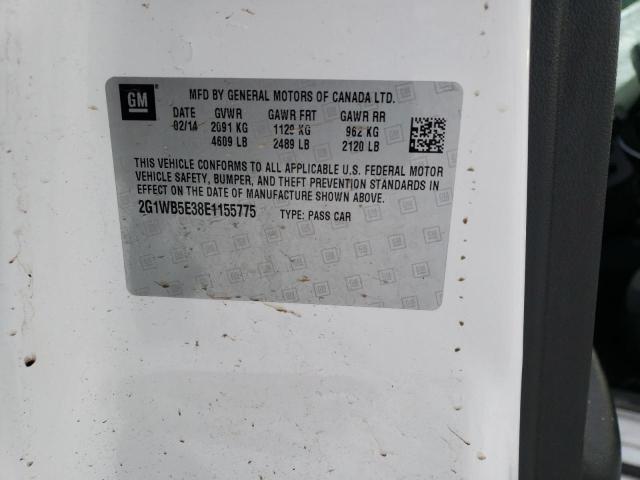 GM
MFD BY GENERAL MOTORS OF CANADA LTD.
DATE GVWR GAWR FRT GAWR RR
02/14 2091 KG 1129 KG 962 KG
4609 LB 2489 LB 2120 LB
THIS VEHICLE CONFORMS TO ALL APPLICABLE U.S. FEDERAL MOTOR
VEHICLE SAFETY, BUMPER, AND THEFT PREVENTION STANDARDS IN
EFFECT ON THE DATE OF MANUFACTURE SHOWN ABOVE.
2G1WB5E38E1155775 TYPE: PASS CAR